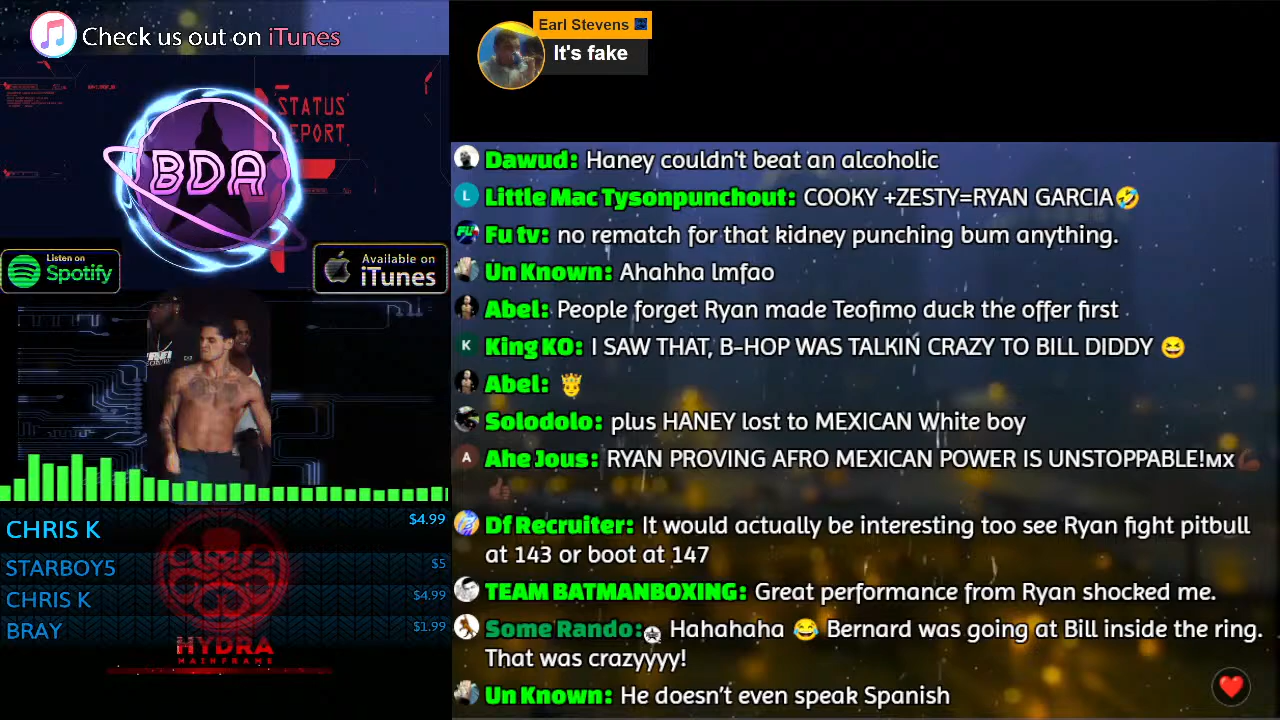 Check us out on iTunes
STATUS
REPORT
BDA
Listen on
Spotify
Available on
iTunes
CHRIS K $4.99
STARBOY5 $5
CHRIS K $4.99
BRAY $1.99
HYDRA
MAINFRAME
Earl Stevens
It's fake
Dawud: Haney couldn't beat an alcoholic
L Little Mac Tysonpunchout: COOKY +ZESTY=RYAN GARCIA🤣
Fu tv: no rematch for that kidney punching bum anything.
Un Known: Ahahha lmfao
Abel: People forget Ryan made Teofimo duck the offer first
K King KO: I SAW THAT, B-HOP WAS TALKIN CRAZY TO BILL DIDDY 😆
Abel: 🤴
Solodolo: plus HANEY lost to MEXICAN White boy
A Ahe Jous: RYAN PROVING AFRO MEXICAN POWER IS UNSTOPPABLE!MX💪🏾
👍🏾
Df Recruiter: It would actually be interesting too see Ryan fight pitbull
at 143 or boot at 147
TEAM BATMANBOXING: Great performance from Ryan shocked me.
Some Rando: Hahahaha 😂 Bernard was going at Bill inside the ring.
That was crazyyyy!
Un Known: He doesn't even speak Spanish